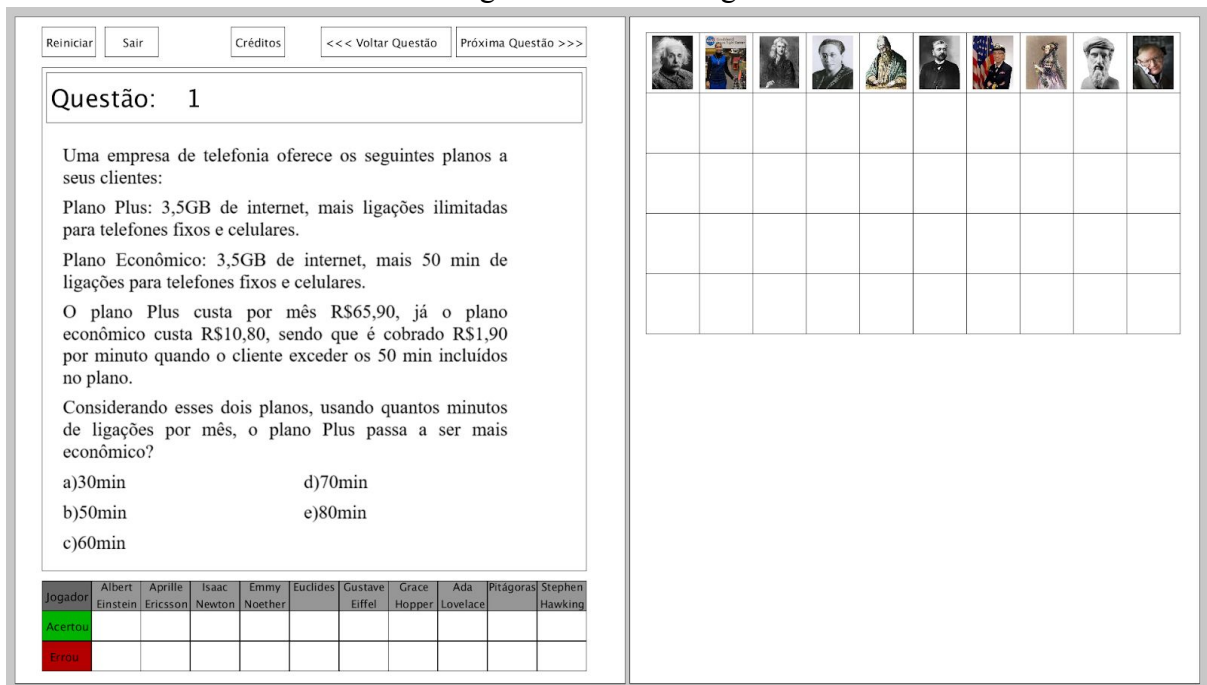 Reiniciar Sair Créditos <<< Voltar Questão Próxima Questão >>>
Questão: 1
Uma empresa de telefonia oferece os seguintes planos a
seus clientes:
Plano Plus: 3,5GB de internet, mais ligações ilimitadas
para telefones fixos e celulares.
Plano Econômico: 3,5GB de internet, mais 50 min de
ligações para telefones fixos e celulares.
O plano Plus custa por mês R$65,90, já o plano
econômico custa R$10,80, sendo que é cobrado R$1,90
por minuto quando o cliente exceder os 50 min incluídos
no plano.
Considerando esses dois planos, usando quantos minutos
de ligações por mês, o plano Plus passa a ser mais
econômico?
a)30min d)70min
b)50min e)80min
c)60min
Jogador Albert Einstein Aprille Ericsson Isaac Newton Emmy Noether Euclides Gustave Eiffel Grace Hopper Ada Lovelace Pitágoras Stephen Hawking
Acertou
Errou